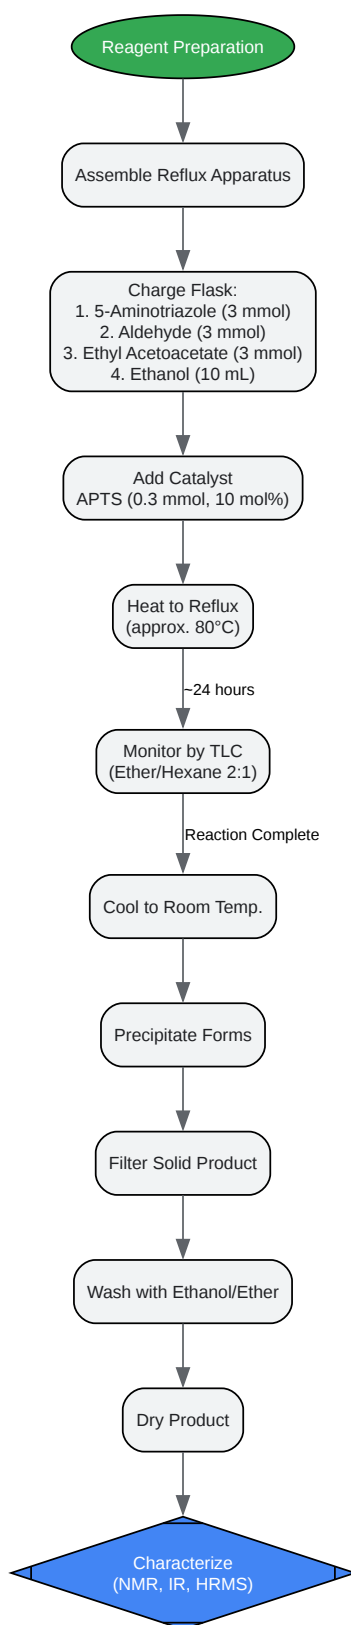 Reagent Preparation
Assemble Reflux Apparatus
Charge Flask:
1. 5-Aminotriazole (3 mmol)
2. Aldehyde (3 mmol)
3. Ethyl Acetoacetate (3 mmol)
4. Ethanol (10 mL)
Add Catalyst
APTS (0.3 mmol, 10 mol%)
Heat to Reflux
(approx. 80°C)
~24 hours
Monitor by TLC
(Ether/Hexane 2:1)
Reaction Complete
Cool to Room Temp.
Precipitate Forms
Filter Solid Product
Wash with Ethanol/Ether
Dry Product
Characterize
(NMR, IR, HRMS)